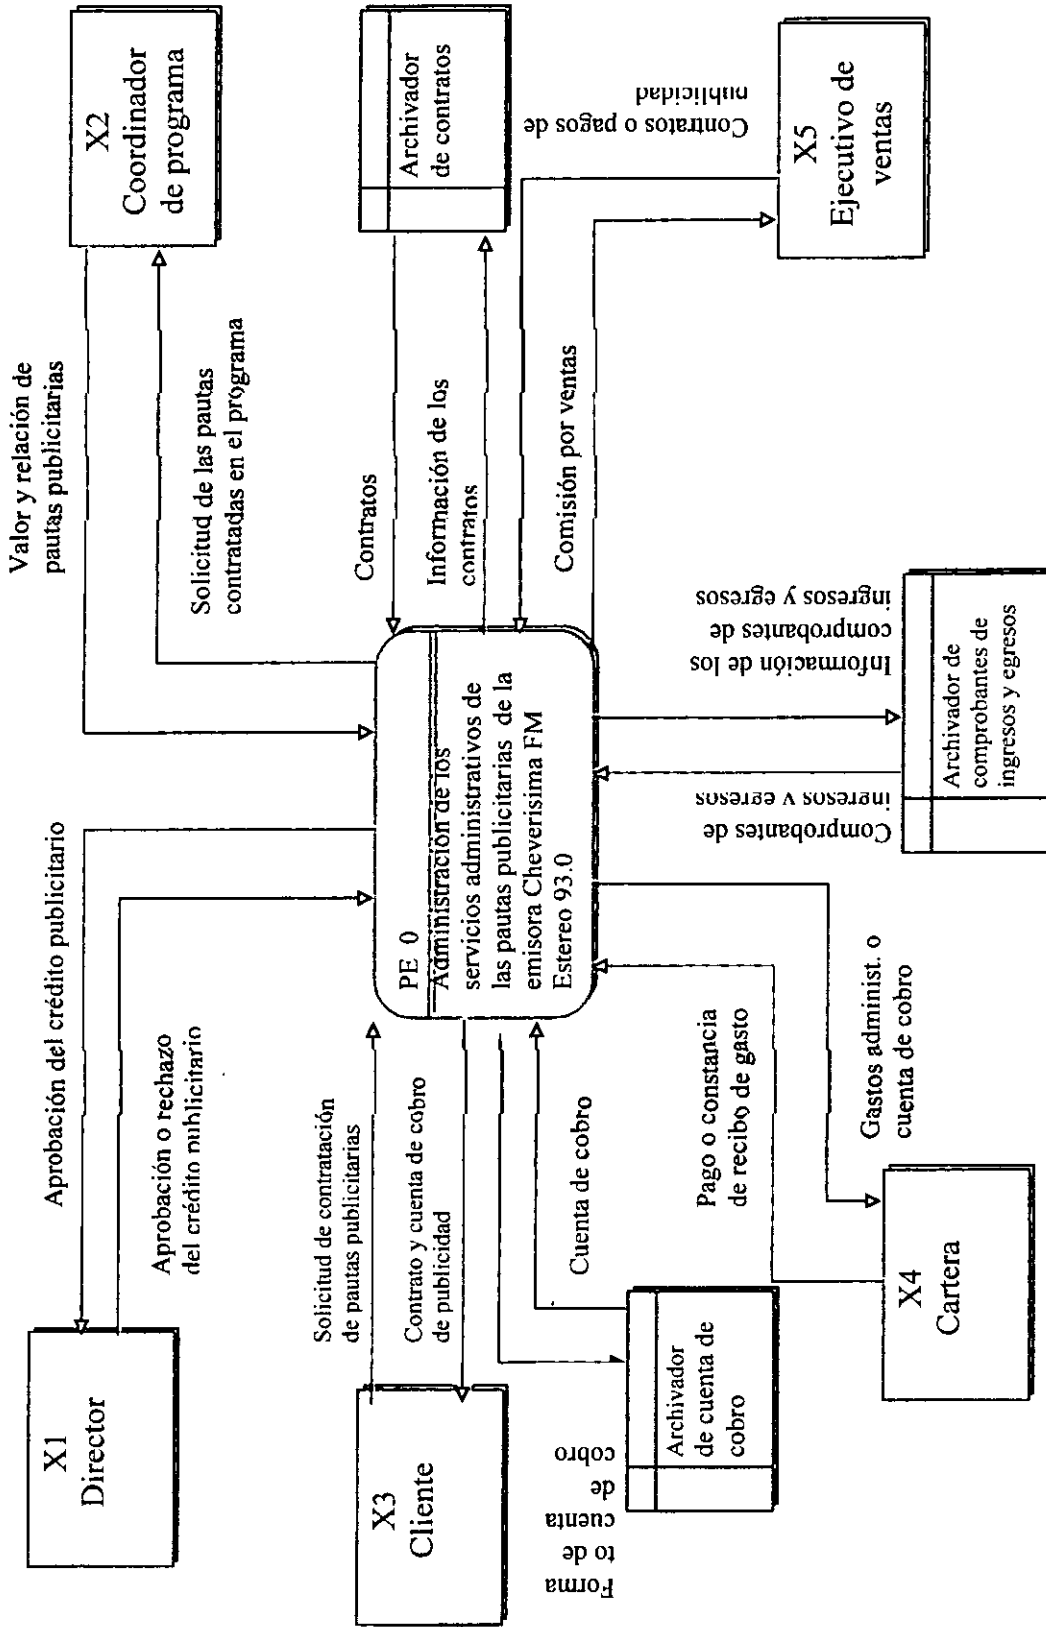 X1
Director
Aprobación del crédito publicitario
Aprobación o rechazo
del crédito publicitario
Valor y relación de
pautas publicitarias
Solicitud de las pautas
contratadas en el programa
X2
Coordinador
de programa
X3
Cliente
Solicitud de contratación
de pautas publicitarias
Contrato y cuenta de cobro
de publicidad
PE 0
Administración de los
servicios administrativos de
las pautas publicitarias de la
emisora Cheverisima FM
Estereo 93.0
Contratos
Información de los
contratos
Archivador
de contratos
Contratos o pagos de
publicidad
Comisión por ventas
X5
Ejecutivo de
ventas
Forma
to de
cuenta
de
cobro
Archivador
de cuenta de
cobro
Cuenta de cobro
Pago o constancia
de recibo de gasto
Gastos administ. o
cuenta de cobro
X4
Cartera
Comprobantes de
ingresos y egresos
Información de los
comprobantes de
ingresos y egresos
Archivador de
comprobantes de
ingresos y egresos